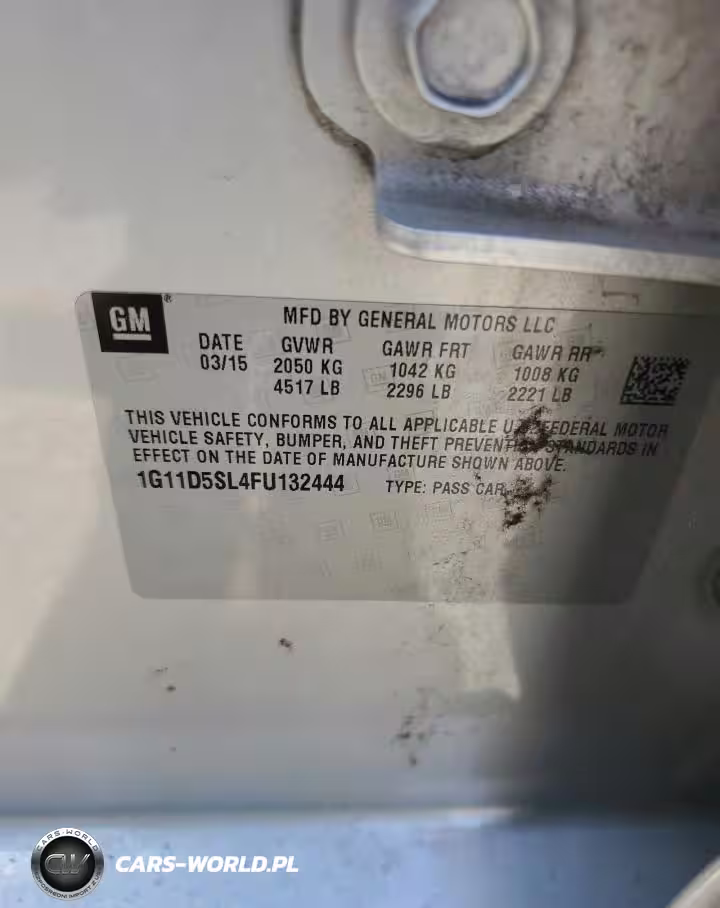 GM®
MFD BY GENERAL MOTORS LLC
DATE GVWR GAWR FRT GAWR RR
03/15 2050 KG 1042 KG 1008 KG
4517 LB 2296 LB 2221 LB
THIS VEHICLE CONFORMS TO ALL APPLICABLE FEDERAL MOTOR
VEHICLE SAFETY, BUMPER, AND THEFT PREVENTION STANDARDS IN
EFFECT ON THE DATE OF MANUFACTURE SHOWN ABOVE.
1G11D5SL4FU132444 TYPE: PASS CAR
CARS-WORLD
CW
CARS-WORLD.PL